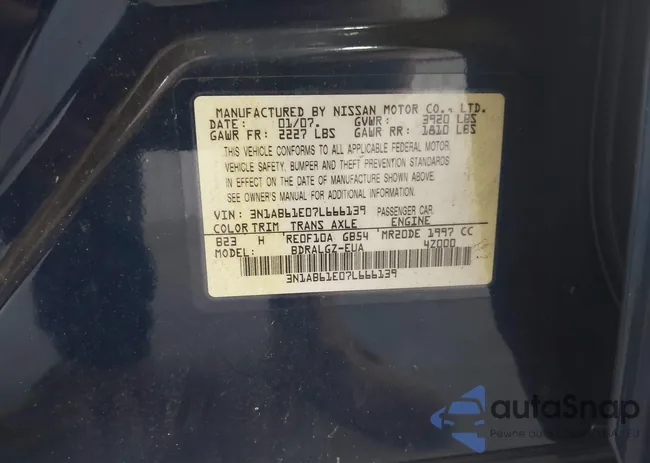 MANUFACTURED BY NISSAN MOTOR CO., LTD.
DATE: 01/07. GVWR: 3920 LBS
GAWR FR: 2227 LBS GAWR RR: 1810 LBS
THIS VEHICLE CONFORMS TO ALL APPLICABLE FEDERAL MOTOR
VEHICLE SAFETY, BUMPER AND THEFT PREVENTION STANDARDS
IN EFFECT ON THE DATE OF MANUFACTURE SHOWN ABOVE.
SEE OWNER'S MANUAL FOR ADDITIONAL INFORMATION.
VIN: 3N1AB61E07L666139 PASSENGER CAR
COLOR TRIM TRANS AXLE ENGINE
B23 H RE0F10A GB54 MR20DE 1997 CC
MODEL: BDRALGZ-EUA 4Z000
3N1AB61E07L666139
autaSnap
Pewne auta